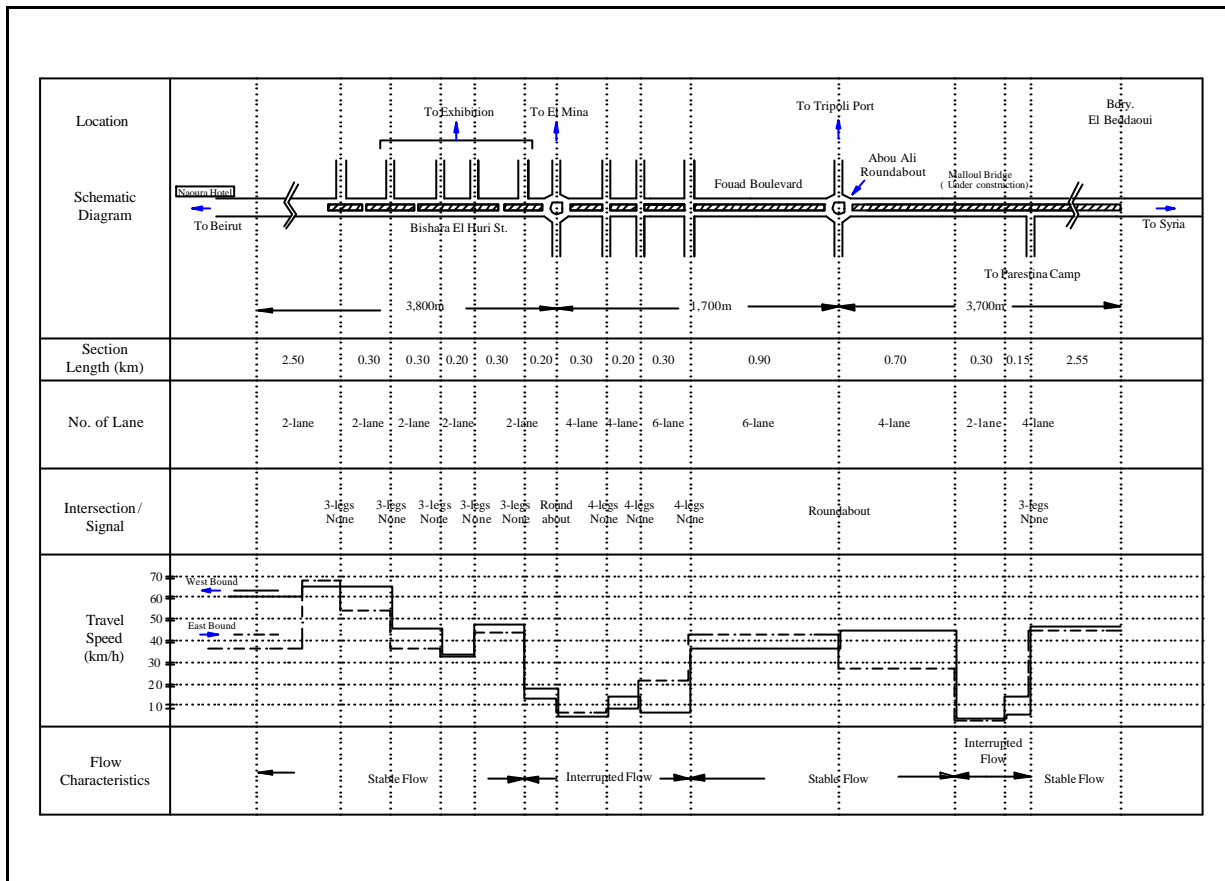 Location
To Exhibition
To El Mina
To Tripoli Port
Bdry.
El Beddaoui
Schematic
Diagram
Naoura Hotel
To Beirut
Bishara El Huri St.
Fouad Boulevard
Abou Ali
Roundabout
Malloul Bridge
( Under construction)
To Syria
To Parestina Camp
3,800m
1,700m
3,700m
Section
Length (km)
2.50 0.30 0.30 0.20 0.30 0.20 0.30 0.20 0.30 0.90 0.70 0.30 0.15 2.55
No. of Lane
2-lane 2-lane 2-lane 2-lane 2-lane 4-lane 4-lane 6-lane 6-lane 4-lane 2-lane 4-lane
Intersection /
Signal
3-legs
None
3-legs
None
3-legs
None
3-legs
None
3-legs
None
Round
about
4-legs
None
4-legs
None
4-legs
None
Roundabout
3-legs
None
Travel
Speed
(km/h)
70
60
50
40
30
20
10
West Bound
East Bound
Flow
Characteristics
Stable Flow
Interrupted Flow
Stable Flow
Interrupted
Flow
Stable Flow